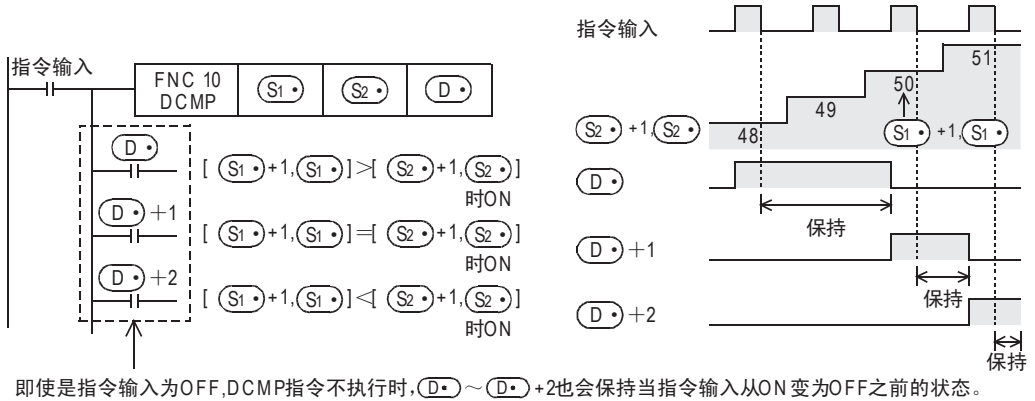 指令输入
FNC 10
DCMP
S1・
S2・
D・
D・
[ S1・+1,S1・]>[ S2・+1,S2・]
时ON
D・+1
[ S1・+1,S1・]=[ S2・+1,S2・]
时ON
D・+2
[ S1・+1,S1・]<[ S2・+1,S2・]
时ON
指令输入
S2・+1,S2・
48
49
50
51
S1・+1,S1・
D・
保持
D・+1
保持
D・+2
保持
即使是指令输入为OFF,DCMP指令不执行时,D・～D・+2也会保持当指令输入从ON变为OFF之前的状态。